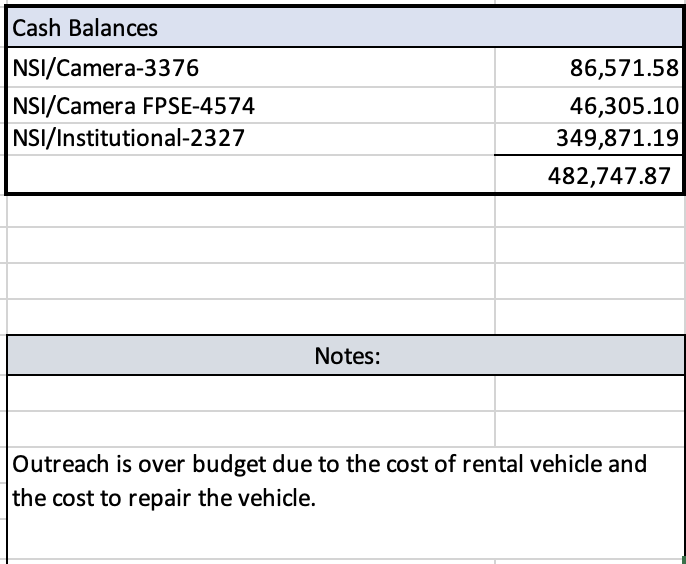 Cash Balances
NSI/Camera-3376 86,571.58
NSI/Camera FPSE-4574 46,305.10
NSI/Institutional-2327 349,871.19
482,747.87
Notes:
Outreach is over budget due to the cost of rental vehicle and
the cost to repair the vehicle.